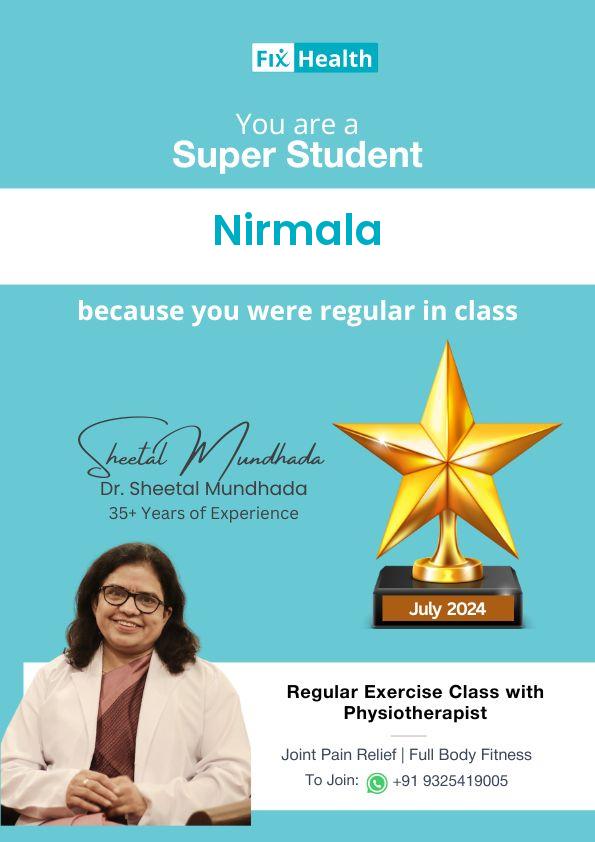 Fix Health
You are a
Super Student
Nirmala
because you were regular in class
Sheetal Mundhada
Dr. Sheetal Mundhada
35+ Years of Experience
July 2024
Regular Exercise Class with
Physiotherapist
Joint Pain Relief | Full Body Fitness
To Join: +91 9325419005